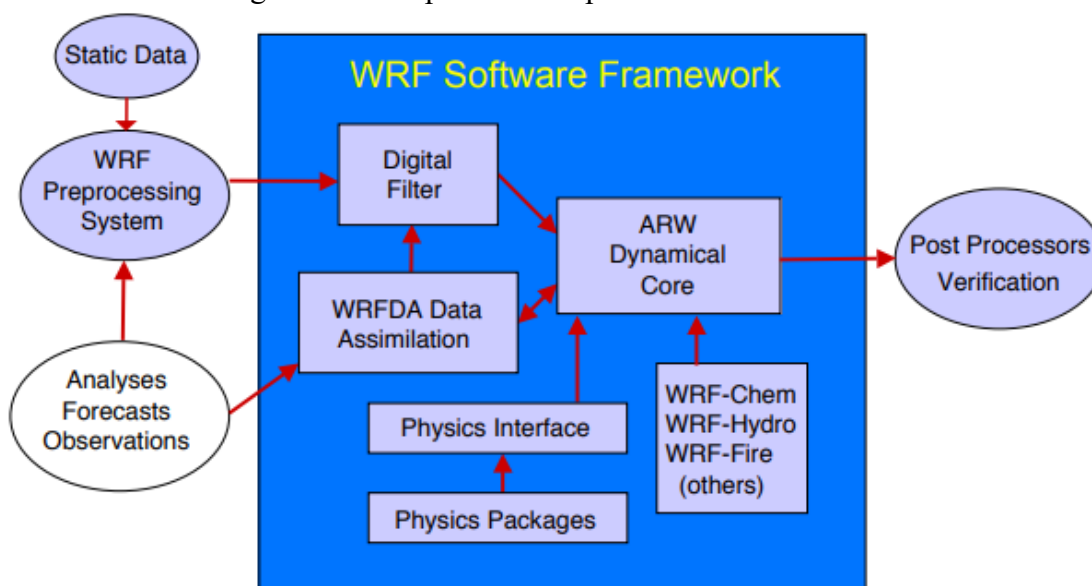 Static Data
WRF Software Framework
WRF
Preprocessing
System
Digital
Filter
ARW
Dynamical
Core
Post Processors
Verification
WRFDA Data
Assimilation
Analyses
Forecasts
Observations
Physics Interface
Physics Packages
WRF-Chem
WRF-Hydro
WRF-Fire
(others)